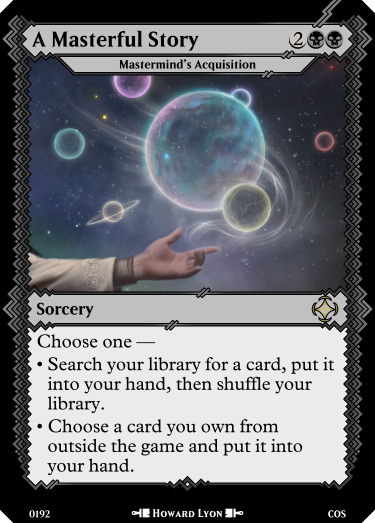 A Masterful Story 2
Mastermind's Acquisition
Sorcery
Choose one —
• Search your library for a card, put it
into your hand, then shuffle your
library.
• Choose a card you own from
outside the game and put it into
your hand.
0192 Howard Lyon COS